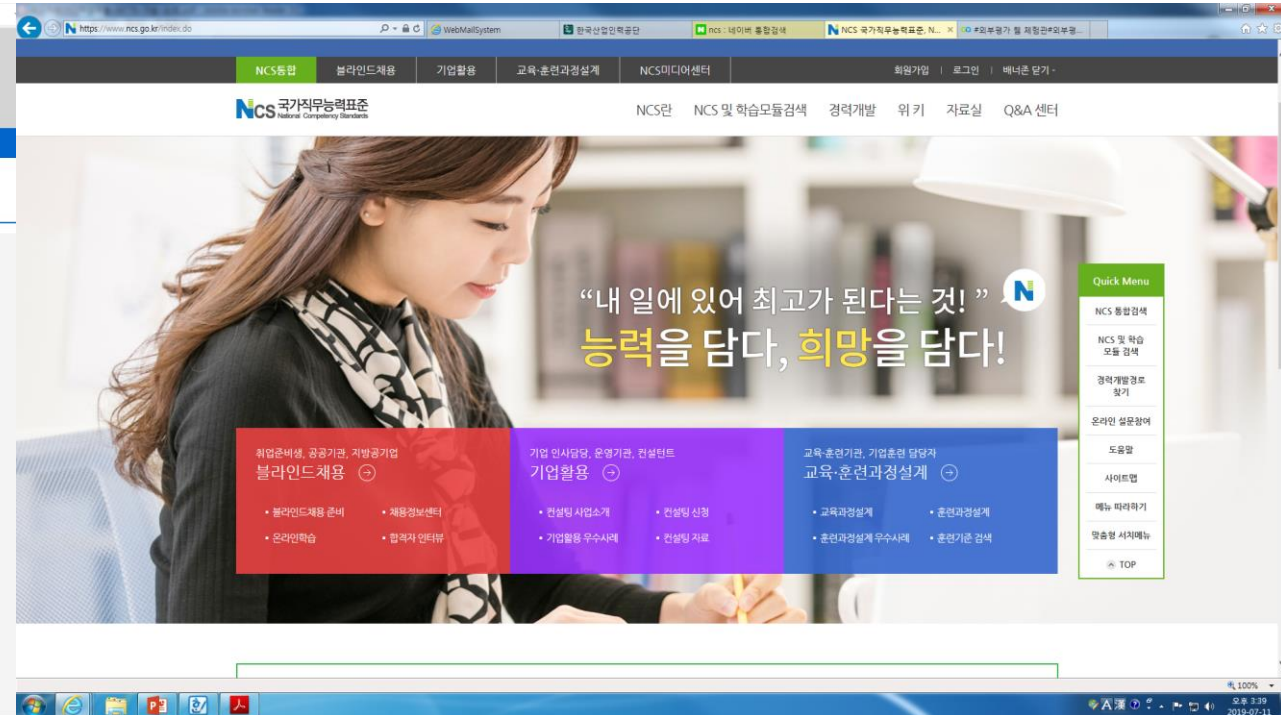 https://www.ncs.go.kr/index.do
WebMailSystem
한국산업인력공단
ncs : 네이버 통합검색
NCS 국가직무능력표준, N...
#외부평가 할 체험관#외부평...
NCS통합 블라인드채용 기업활용 교육·훈련과정설계 NCS미디어센터 회원가입 로그인 배너존 닫기
NCS 국가직무능력표준
National Competency Standards
NCS란 NCS 및 학습모듈검색 경력개발 위키 자료실 Q&A 센터
“내 일에 있어 최고가 된다는 것! ” N
능력을 담다, 희망을 담다!
취업준비생, 공공기관, 지방공기업
블라인드채용
• 블라인드채용 준비 • 채용정보센터
• 온라인학습 • 합격자 인터뷰
기업 인사담당, 운영기관, 컨설턴트
기업활용
• 컨설팅 사업소개 • 컨설팅 신청
• 기업활용 우수사례 • 컨설팅 자료
교육·훈련기관, 기업훈련 담당자
교육·훈련과정설계
• 교육과정설계 • 훈련과정설계
• 훈련과정설계 우수사례 • 훈련기준 검색
Quick Menu
NCS 통합검색
NCS 및 학습
모듈 검색
경력개발경로
찾기
온라인 설문참여
도움말
사이트맵
메뉴 따라하기
맞춤형 서치메뉴
TOP
100%
오후 3:39
2019-07-11